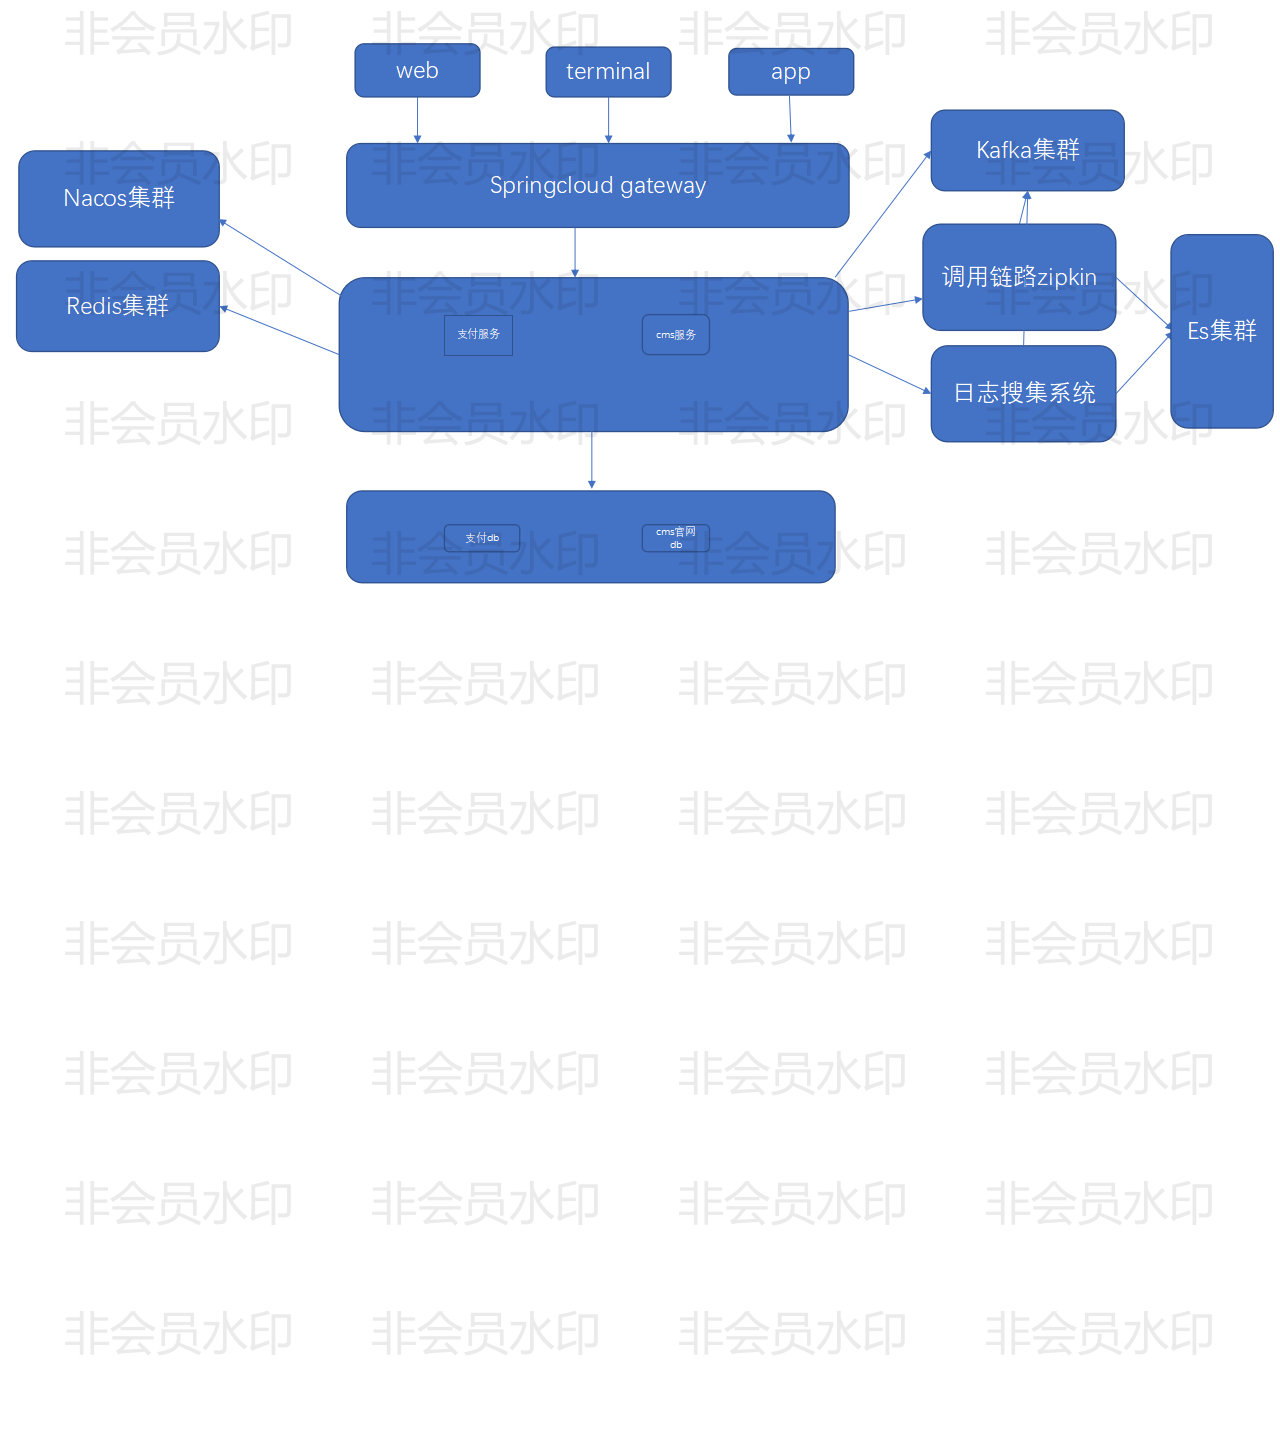 非会员水印 非会员水印 非会员水印 非会员水印
web
terminal
app
Kafka集群
非会员水印 非会员水印 非会员水印 非会员水印
Springcloud gateway
Nacos集群
调用链路zipkin
非会员水印 非会员水印 非会员水印 非会员水印
Redis集群
Es集群
支付服务
cms服务
日志搜集系统
非会员水印 非会员水印 非会员水印 非会员水印
支付db
cms官网
db
非会员水印 非会员水印 非会员水印 非会员水印
非会员水印 非会员水印 非会员水印 非会员水印
非会员水印 非会员水印 非会员水印 非会员水印
非会员水印 非会员水印 非会员水印 非会员水印
非会员水印 非会员水印 非会员水印 非会员水印
非会员水印 非会员水印 非会员水印 非会员水印
非会员水印 非会员水印 非会员水印 非会员水印